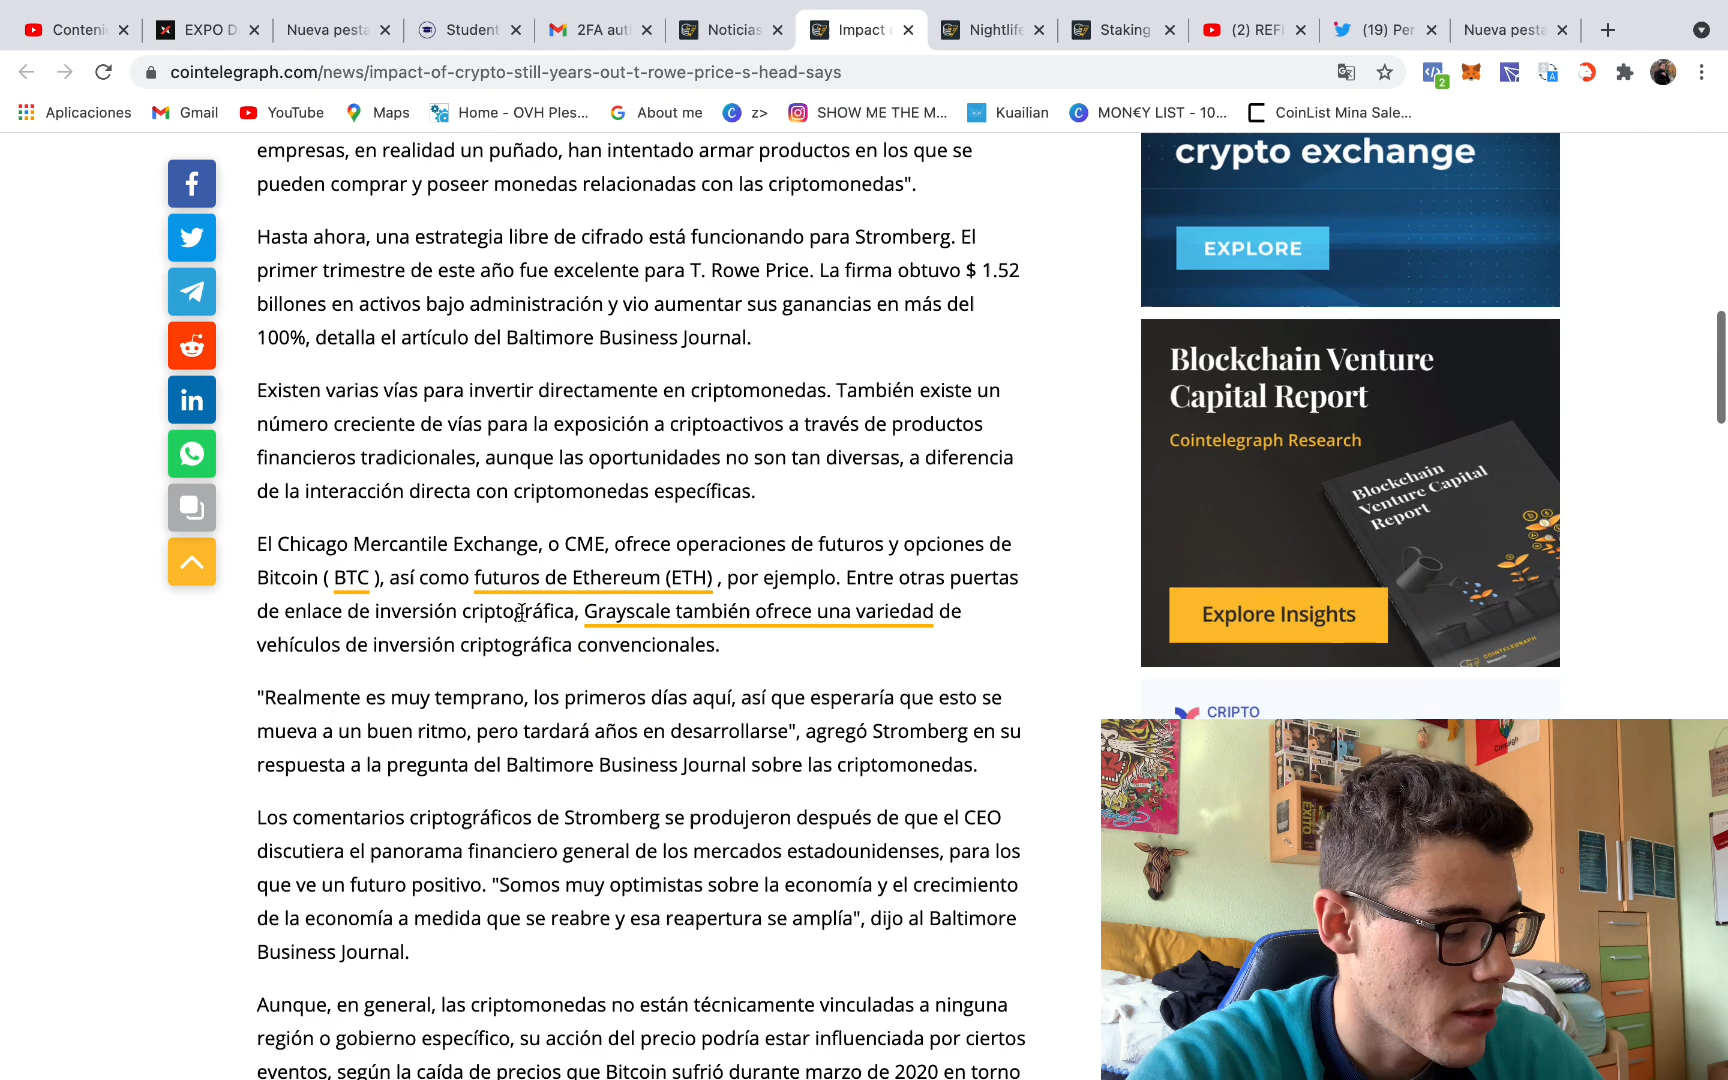 Conteni
EXPO D
Nueva pesta
Student
2FA aut
Noticias
Impact
Nightlife
Staking
(2) REF
(19) Per
Nueva pesta
cointelegraph.com/news/impact-of-crypto-still-years-out-t-rowe-price-s-head-says
2
Aplicaciones
Gmail
YouTube
Maps
Home - OVH Ples...
About me
z>
SHOW ME THE M...
Kuailian
MON€Y LIST - 10...
CoinList Mina Sale...
empresas, en realidad un puñado, han intentado armar productos en los que se
pueden comprar y poseer monedas relacionadas con las criptomonedas".
Hasta ahora, una estrategia libre de cifrado está funcionando para Stromberg. El
primer trimestre de este año fue excelente para T. Rowe Price. La firma obtuvo $ 1.52
billones en activos bajo administración y vio aumentar sus ganancias en más del
100%, detalla el artículo del Baltimore Business Journal.
Existen varias vías para invertir directamente en criptomonedas. También existe un
número creciente de vías para la exposición a criptoactivos a través de productos
financieros tradicionales, aunque las oportunidades no son tan diversas, a diferencia
de la interacción directa con criptomonedas específicas.
El Chicago Mercantile Exchange, o CME, ofrece operaciones de futuros y opciones de
Bitcoin ( BTC ), así como futuros de Ethereum (ETH) , por ejemplo. Entre otras puertas
de enlace de inversión criptográfica, Grayscale también ofrece una variedad de
vehículos de inversión criptográfica convencionales.
"Realmente es muy temprano, los primeros días aquí, así que esperaría que esto se
mueva a un buen ritmo, pero tardará años en desarrollarse", agregó Stromberg en su
respuesta a la pregunta del Baltimore Business Journal sobre las criptomonedas.
Los comentarios criptográficos de Stromberg se produjeron después de que el CEO
discutiera el panorama financiero general de los mercados estadounidenses, para los
que ve un futuro positivo. "Somos muy optimistas sobre la economía y el crecimiento
de la economía a medida que se reabre y esa reapertura se amplía", dijo al Baltimore
Business Journal.
Aunque, en general, las criptomonedas no están técnicamente vinculadas a ninguna
región o gobierno específico, su acción del precio podría estar influenciada por ciertos
eventos, según la caída de precios que Bitcoin sufrió durante marzo de 2020 en torno
crypto exchange
EXPLORE
Blockchain Venture
Capital Report
Cointelegraph Research
Blockchain
Venture Capital
Report
COINTELEGRAPH
Explore Insights
CRIPTO
ÉXITO